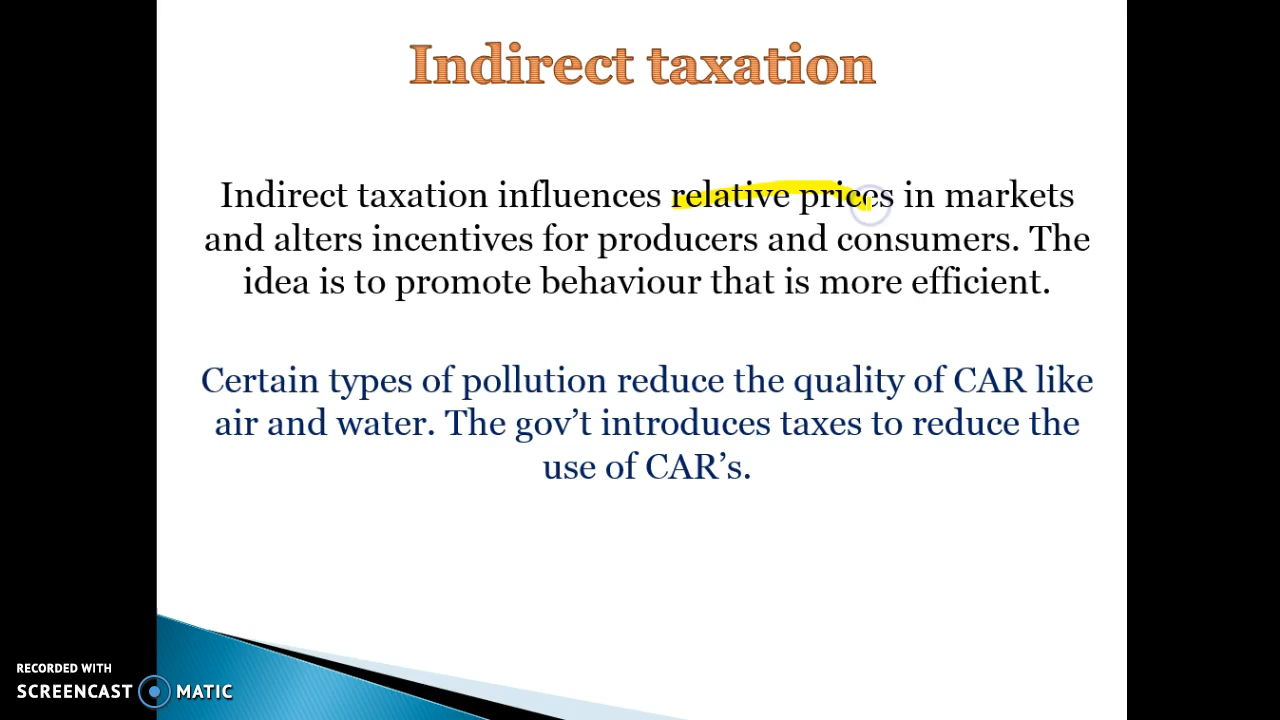 Indirect taxation
Indirect taxation influences relative prices in markets
and alters incentives for producers and consumers. The
idea is to promote behaviour that is more efficient.
Certain types of pollution reduce the quality of CAR like
air and water. The gov’t introduces taxes to reduce the
use of CAR’s.
RECORDED WITH
SCREENCAST MATIC